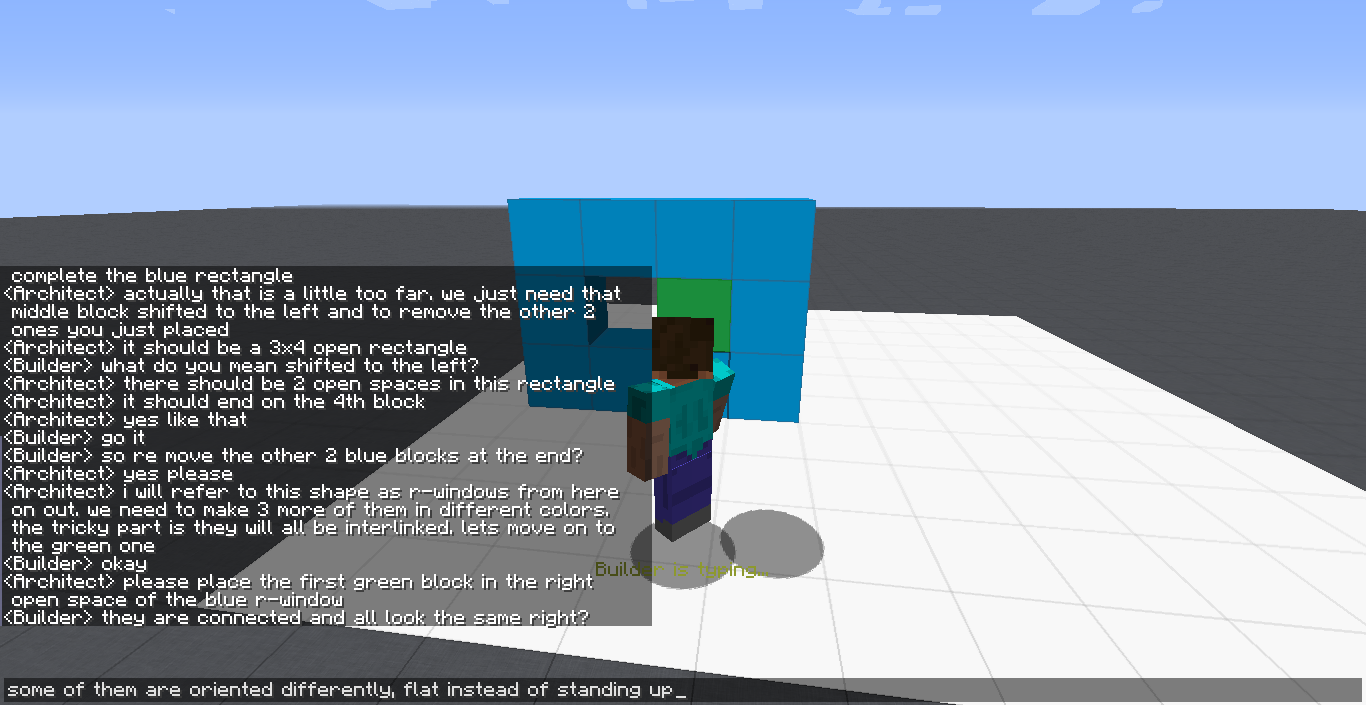 complete the blue rectangle
<Architect> actually that is a little too far. we just need that
middle block shifted to the left and to remove the other 2
ones you just placed
<Architect> it should be a 3x4 open rectangle
<Builder> what do you mean shifted to the left?
<Architect> there should be 2 open spaces in this rectangle
<Architect> it should end on the 4th block
<Architect> yes like that
<Builder> go it
<Builder> so re move the other 2 blue blocks at the end?
<Architect> yes please
<Architect> i will refer to this shape as r-windows from here
on out. we need to make 3 more of them in different colors.
the tricky part is they will all be interlinked. lets move on to
the green one
<Builder> okay
<Architect> please place the first green block in the right
open space of the blue r-window
<Builder> they are connected and all look the same right?
Builder is typing...
some of them are oriented differently, flat instead of standing up_